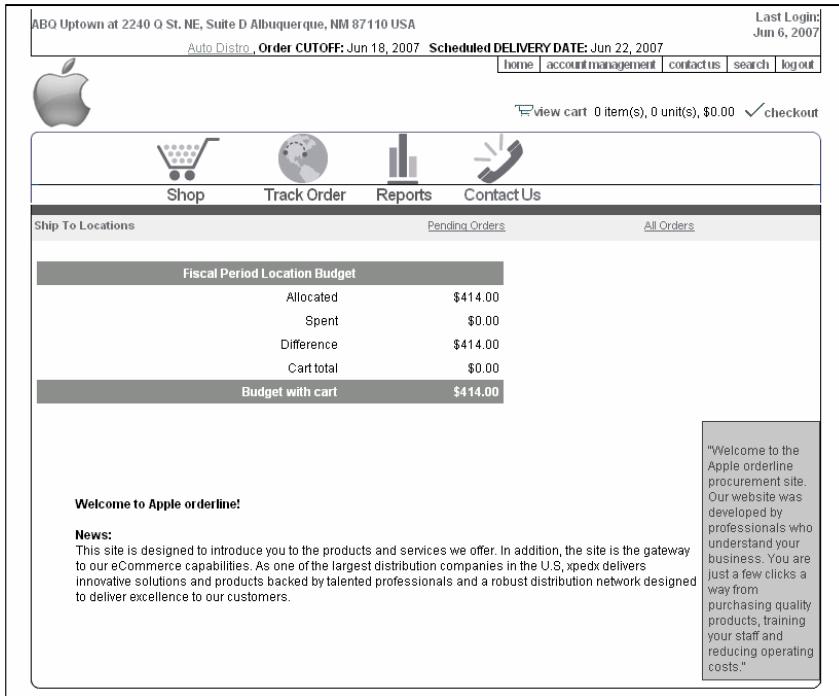 ABQ Uptown at 2240 Q St. NE, Suite D Albuquerque, NM 87110 USA
Last Login:
Jun 6, 2007
Auto Distro , Order CUTOFF: Jun 18, 2007 Scheduled DELIVERY DATE: Jun 22, 2007
home account management contact us search log out
view cart 0 item(s), 0 unit(s), $0.00 checkout
Shop Track Order Reports Contact Us
Ship To Locations Pending Orders All Orders
Fiscal Period Location Budget
Allocated $414.00
Spent $0.00
Difference $414.00
Cart total $0.00
Budget with cart $414.00
Welcome to Apple orderline!
News:
This site is designed to introduce you to the products and services we offer. In addition, the site is the gateway
to our eCommerce capabilities. As one of the largest distribution companies in the U.S, xpedx delivers
innovative solutions and products backed by talented professionals and a robust distribution network designed
to deliver excellence to our customers.
"Welcome to the
Apple orderline
procurement site.
Our website was
developed by
professionals who
understand your
business. You are
just a few clicks a
way from
purchasing quality
products, training
your staff and
reducing operating
costs."